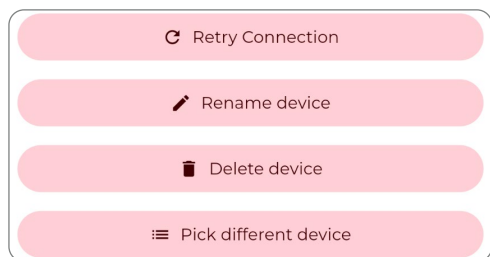 Retry Connection
Rename device
Delete device
Pick different device